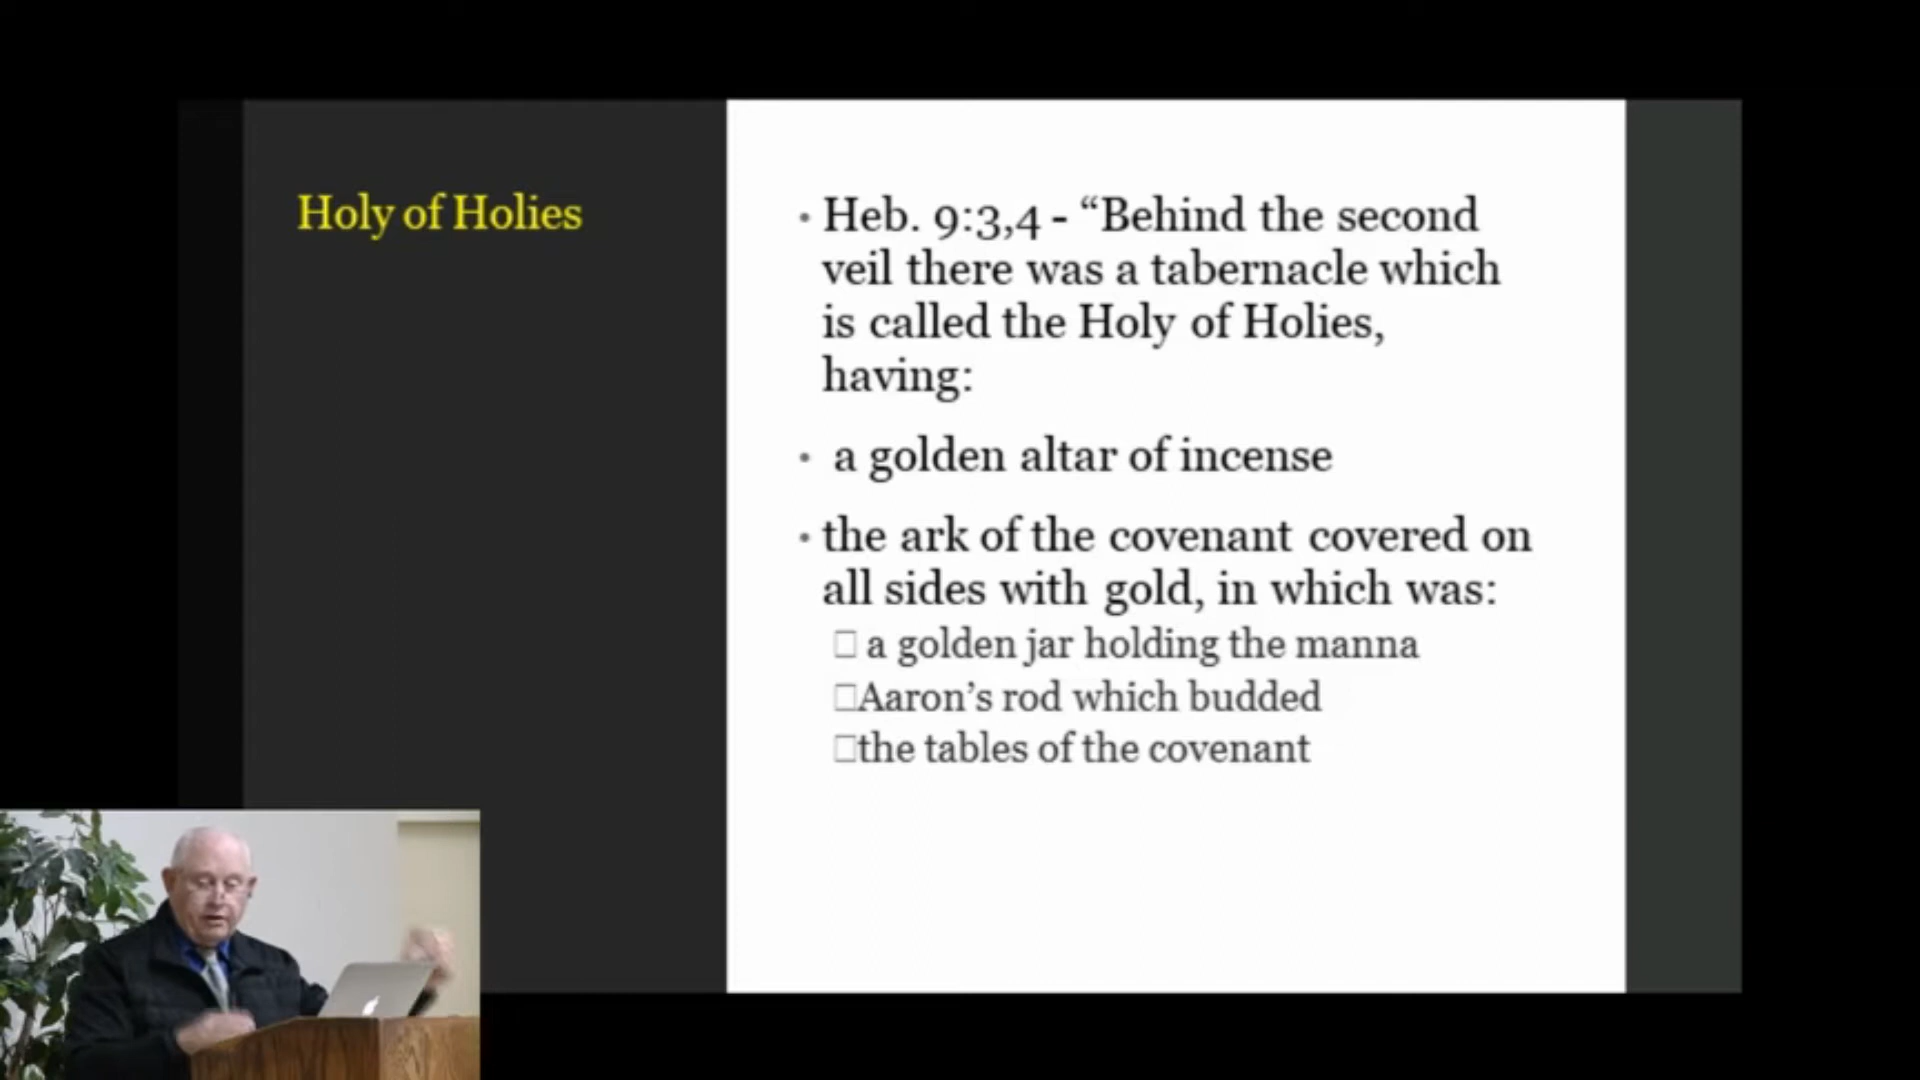 Holy of Holies
• Heb. 9:3,4 - “Behind the second
veil there was a tabernacle which
is called the Holy of Holies,
having:
• a golden altar of incense
• the ark of the covenant covered on
all sides with gold, in which was:
□ a golden jar holding the manna
□Aaron’s rod which budded
□the tables of the covenant